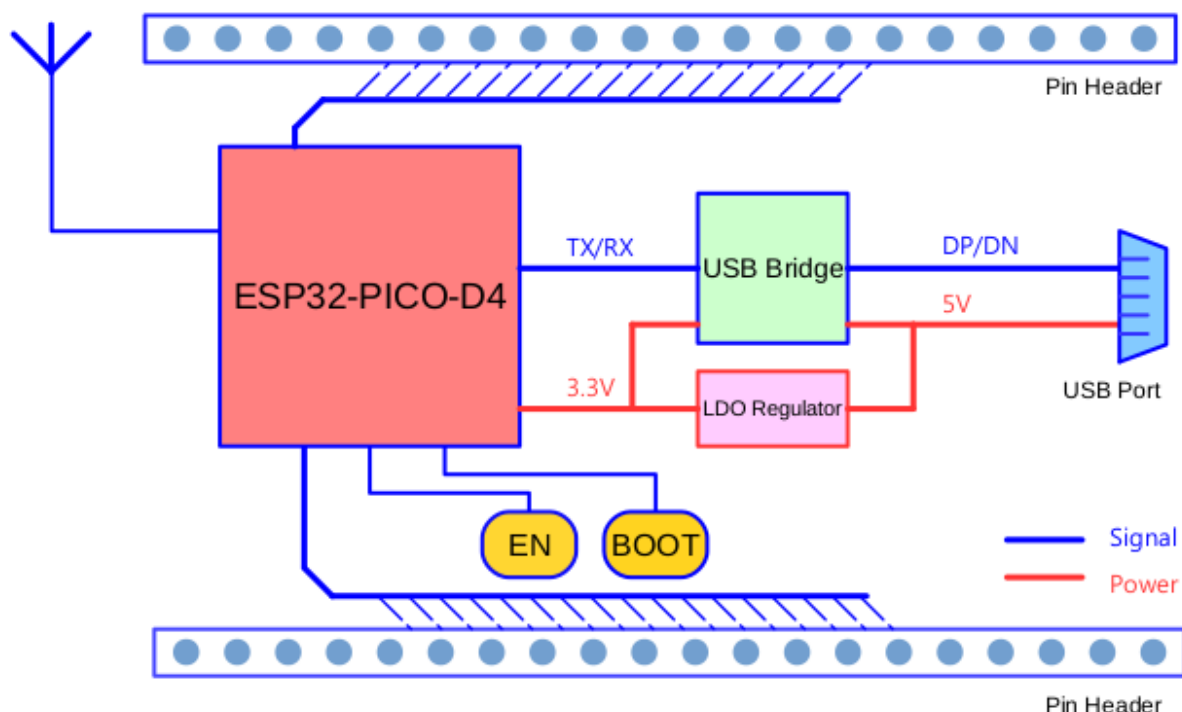 Pin Header
TX/RX
USB Bridge
DP/DN
ESP32-PICO-D4
5V
3.3V
LDO Regulator
USB Port
EN
BOOT
Signal
Power
Pin Header